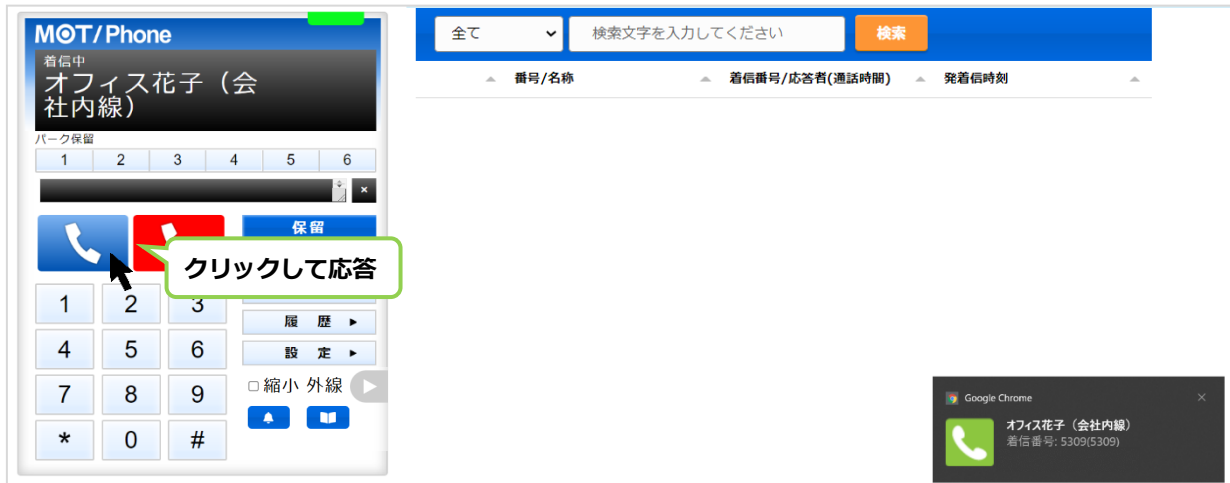 MOT/Phone
着信中
オフィス花子（会
社内線）
パーク保留
1 2 3 4 5 6
×
保留
クリックして応答
1 2 3
履 歴 ▶
4 5 6
設 定 ▶
7 8 9
縮小 外線
* 0 #
全て
検索文字を入力してください
検索
番号/名称
着信番号/応答者(通話時間)
発着信時刻
Google Chrome
オフィス花子（会社内線）
着信番号: 5309(5309)